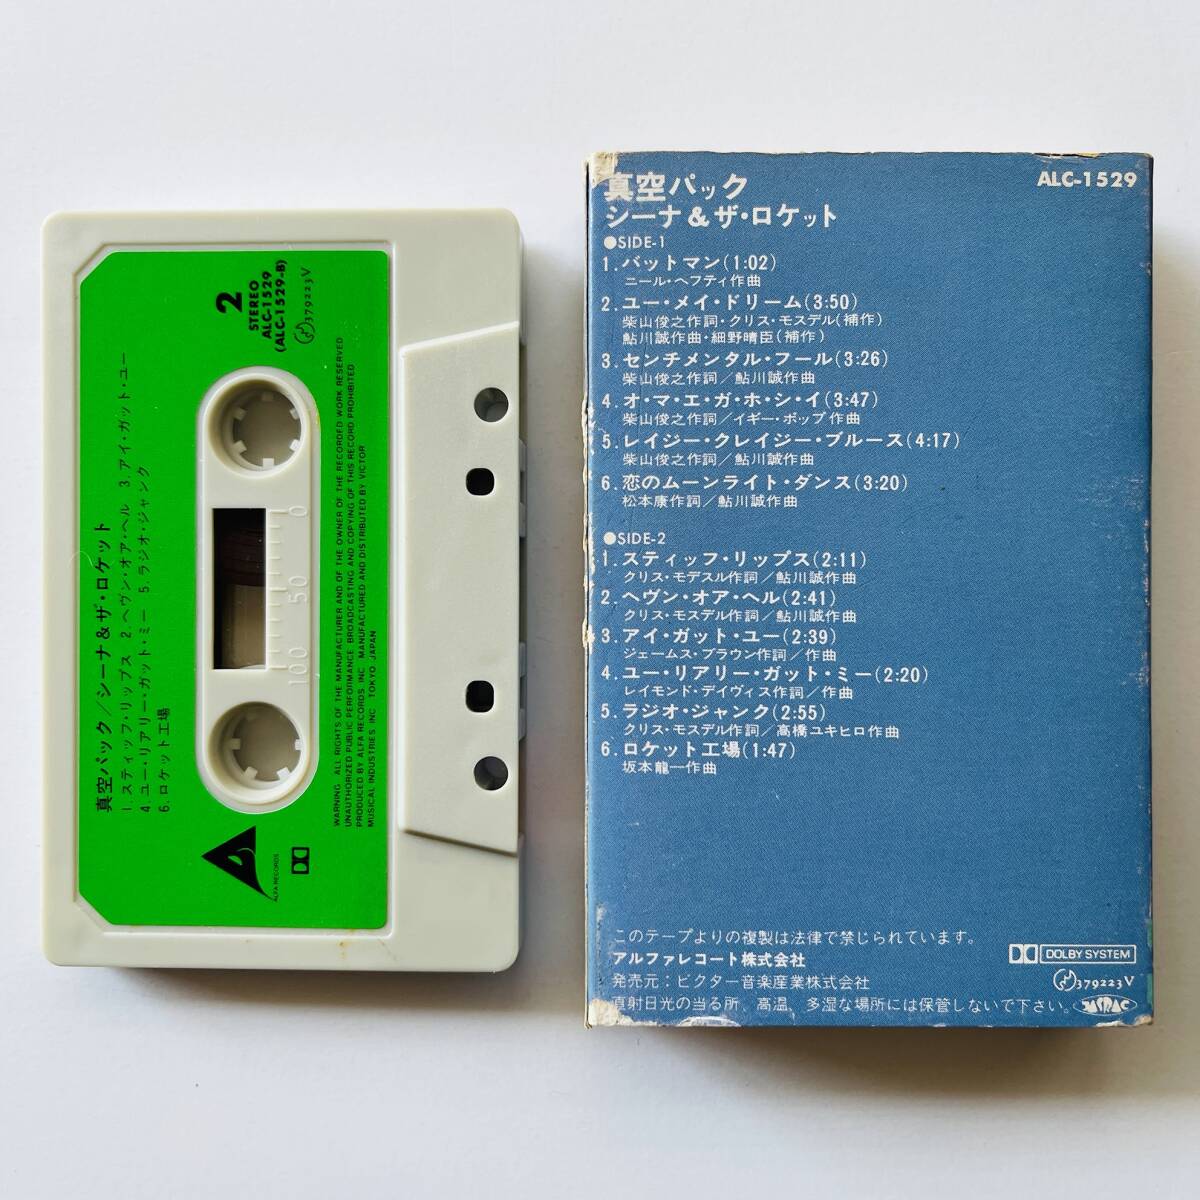 2
STEREO
ALC-1529
(ALC-1529-B)
379223V
真空パック／シーナ＆ザ・ロケット
1.スティッフ・リップス 2.ヘヴン・オア・ヘル 3.アイ・ガット・ユー
4.ユー・リアリー・ガット・ミー 5.ラジオ・ジャンク
6.ロケット工場
ALFA RECORDS
WARNING: ALL RIGHTS OF THE MANUFACTURER AND OF THE OWNER OF THE RECORDED WORK RESERVED
UNAUTHORIZED PUBLIC PERFORMANCE BROADCASTING AND COPYING OF THIS RECORD PROHIBITED
PRODUCED BY ALFA RECORDS, INC. MANUFACTURED AND DISTRIBUTED BY VICTOR
MUSICAL INDUSTRIES, INC. TOKYO JAPAN
0
50
100
真空パック
ALC-1529
シーナ＆ザ・ロケット
●SIDE-1
1.バットマン(1:02)
ニール・ヘフティ作曲
2.ユー・メイ・ドリーム(3:50)
柴山俊之作詞・クリス・モスデル(補作)
鮎川誠作曲・細野晴臣(補作)
3.センチメンタル・フール(3:26)
柴山俊之作詞／鮎川誠作曲
4.オ・マ・エ・ガ・ホ・シ・イ(3:47)
柴山俊之作詞／イギー・ポップ作曲
5.レイジー・クレイジー・ブルース(4:17)
柴山俊之作詞／鮎川誠作曲
6.恋のムーンライト・ダンス(3:20)
松本康作詞／鮎川誠作曲
●SIDE-2
1.スティッフ・リップス(2:11)
クリス・モデスル作詞／鮎川誠作曲
2.ヘヴン・オア・ヘル(2:41)
クリス・モスデル作詞／鮎川誠作曲
3.アイ・ガット・ユー(2:39)
ジェームス・ブラウン作詞／作曲
4.ユー・リアリー・ガット・ミー(2:20)
レイモンド・デイヴィス作詞／作曲
5.ラジオ・ジャンク(2:55)
クリス・モスデル作詞／高橋ユキヒロ作曲
6.ロケット工場(1:47)
坂本龍一作曲
このテープよりの複製は法律で禁じられています。
アルファレコード株式会社
DOLBY SYSTEM
発売元：ビクター音楽産業株式会社
379223V
直射日光の当る所、高温、多湿な場所には保管しないで下さい。
JASRAC